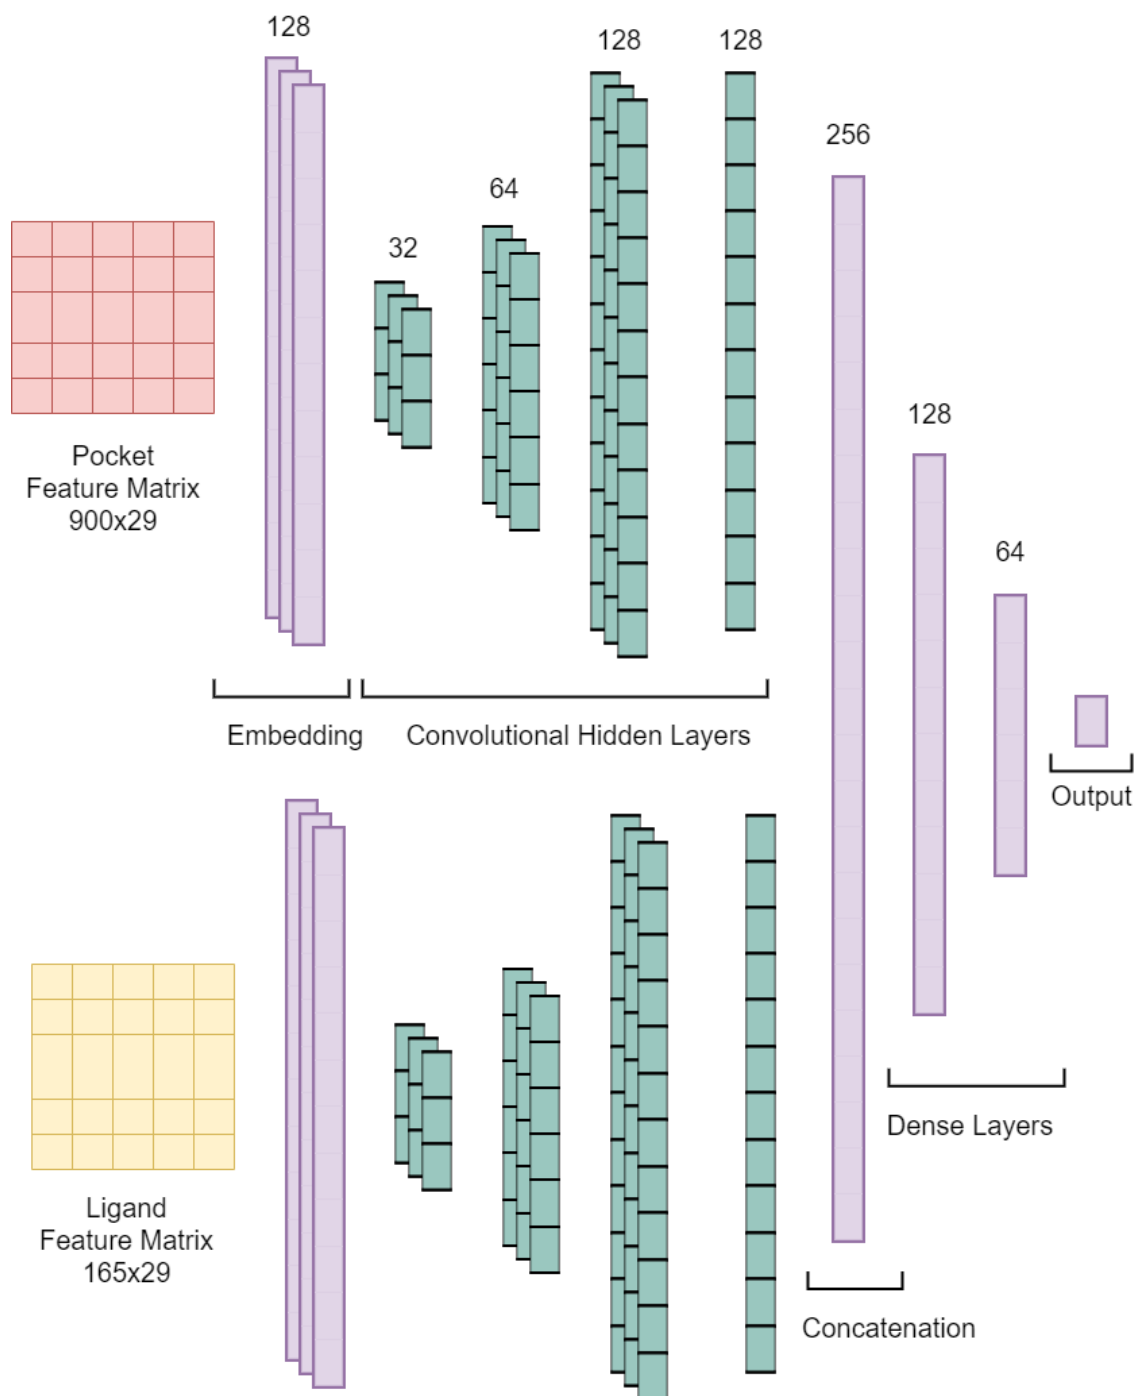 128
128
128
256
64
32
128
Pocket
Feature Matrix
900x29
64
Embedding
Convolutional Hidden Layers
Output
Dense Layers
Ligand
Feature Matrix
165x29
Concatenation